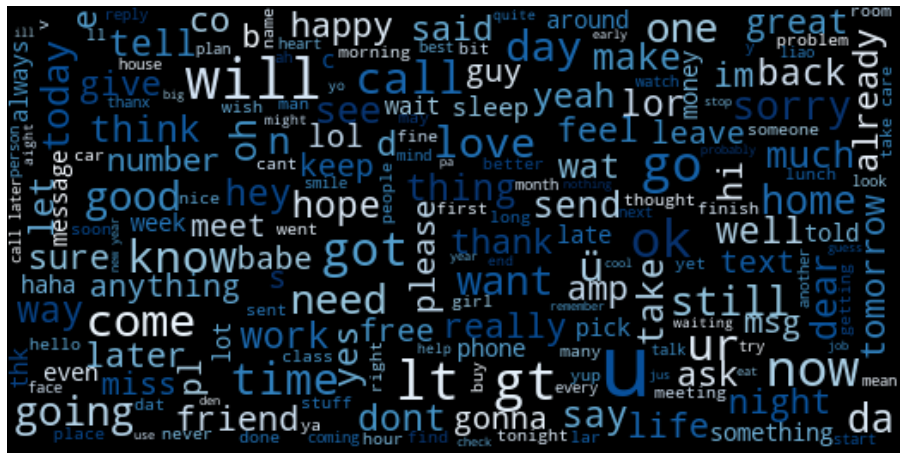 e
reply
co
b
name
happy
said
quite
around
early
one
great
y
room
v
ill
ll
tell
plan
heart
morning
best
bit
day
make
problem
liao
always
today
give
house
will
ah
c
call
guy
im
back
already
thanx
big
wish
yo
man
see
may
wait
sleep
yeah
watch
lor
money
stop
sorry
take care
person
aight
think
oh
n
might
lol
d
fine
love
feel
leave
someone
call later
let
message
car
number
cant
keep
mind
pa
better
wat
go
probably
hi
much
lunch
good
nice
hey
smile
people
thing
month
nothing
thought
home
look
soon
week
meet
went
hope
please
first
long
send
next
finish
well
told
tomorrow
sure
new year
know
babe
s
got
thank
year
end
late
ü
cool
ok
yet
text
another
guess
haha
anything
want
girl
amp
take
still
dear
getting
way
sent
need
remember
hello
come
lot
work
yes
free
really
pick
waiting
msg
thk
later
pl
class
right
help
phone
many
u
talk
ur
try
job
even
face
miss
time
lt
buy
gt
yup
every
jus
meeting
ask
eat
now
mean
going
dat
den
friend
stuff
ya
dont
gonna
say
life
night
something
da
place
use
never
done
coming
hour
find
check
tonight
lar
start